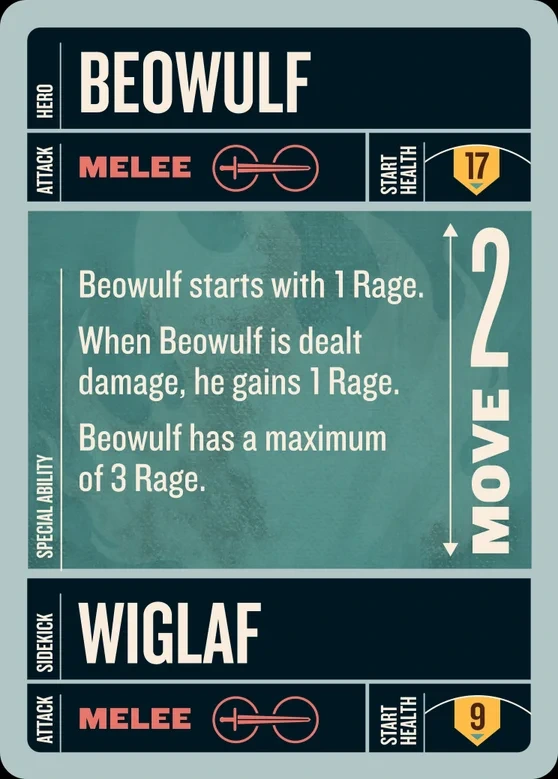 HERO
BEOWULF
ATTACK
MELEE
START
HEALTH
17
SPECIAL ABILITY
Beowulf starts with 1 Rage.
When Beowulf is dealt
damage, he gains 1 Rage.
Beowulf has a maximum
of 3 Rage.
MOVE 2
SIDEKICK
WIGLAF
ATTACK
MELEE
START
HEALTH
9